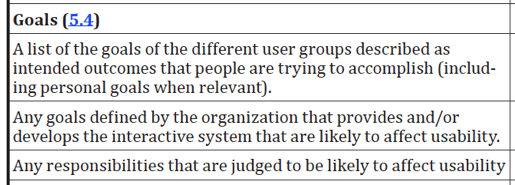 Goals (5.4)
A list of the goals of the different user groups described as
intended outcomes that people are trying to accomplish (includ-
ing personal goals when relevant).
Any goals defined by the organization that provides and/or
develops the interactive system that are likely to affect usability.
Any responsibilities that are judged to be likely to affect usability